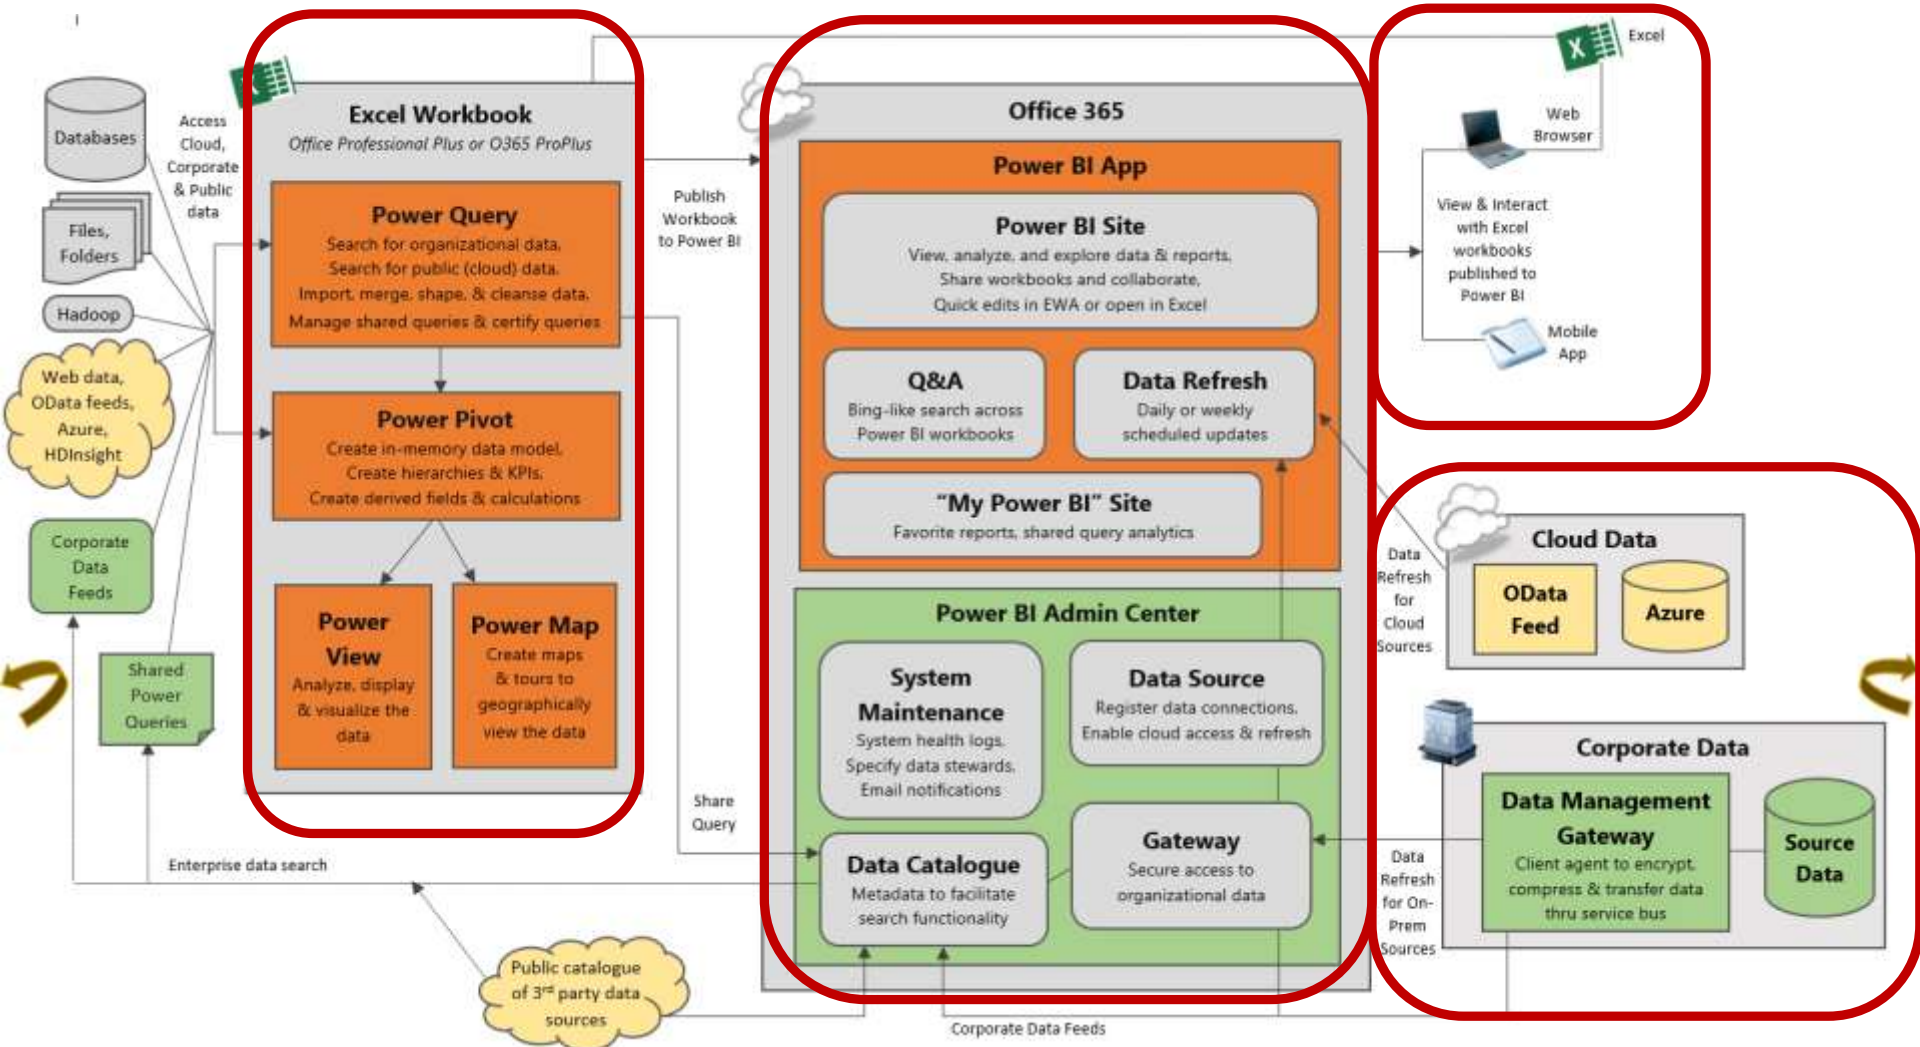 Databases
Files,
Folders
Hadoop
Web data,
OData feeds,
Azure,
HDInsight
Corporate
Data
Feeds
Shared
Power
Queries
Access
Cloud,
Corporate
& Public
data
Excel Workbook
Office Professional Plus or O365 ProPlus
Power Query
Search for organizational data,
Search for public (cloud) data,
Import, merge, shape, & cleanse data,
Manage shared queries & certify queries
Power Pivot
Create in-memory data model,
Create hierarchies & KPIs,
Create derived fields & calculations
Power
View
Analyze, display
& visualize the
data
Power Map
Create maps
& tours to
geographically
view the data
Publish
Workbook
to Power BI
Share
Query
Enterprise data search
Public catalogue
of 3rd party data
sources
Office 365
Power BI App
Power BI Site
View, analyze, and explore data & reports,
Share workbooks and collaborate,
Quick edits in EWA or open in Excel
Q&A
Bing-like search across
Power BI workbooks
Data Refresh
Daily or weekly
scheduled updates
"My Power BI" Site
Favorite reports, shared query analytics
Power BI Admin Center
System
Maintenance
System health logs,
Specify data stewards,
Email notifications
Data Source
Register data connections,
Enable cloud access & refresh
Data Catalogue
Metadata to facilitate
search functionality
Gateway
Secure access to
organizational data
Corporate Data Feeds
X
Excel
Web
Browser
View & Interact
with Excel
workbooks
published to
Power BI
Mobile
App
Data
Refresh
for
Cloud
Sources
Cloud Data
OData
Feed
Azure
Corporate Data
Data Management
Gateway
Client agent to encrypt,
compress & transfer data
thru service bus
Source
Data
Data
Refresh
for On-
Prem
Sources